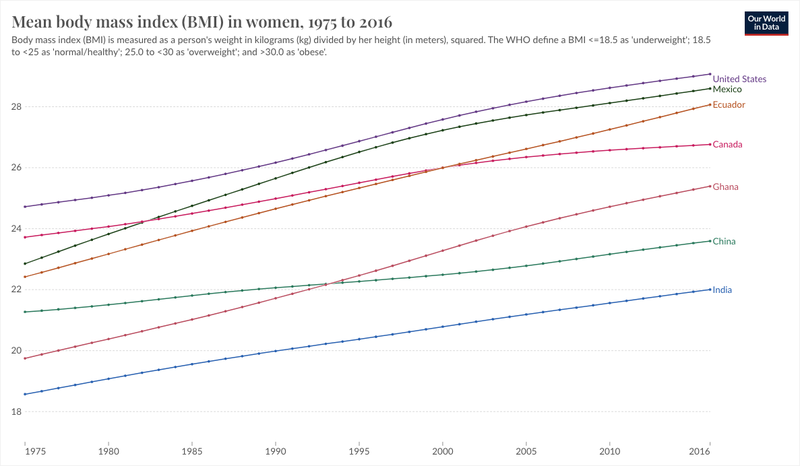 Mean body mass index (BMI) in women, 1975 to 2016
Our World
in Data
Body mass index (BMI) is measured as a person's weight in kilograms (kg) divided by her height (in meters), squared. The WHO define a BMI <=18.5 as 'underweight'; 18.5
to <25 as 'normal/healthy'; 25.0 to <30 as 'overweight'; and >30.0 as 'obese'.
United States
Mexico
28
Ecuador
Canada
26
Ghana
24
China
22
India
20
18
1975 1980 1985 1990 1995 2000 2005 2010 2016